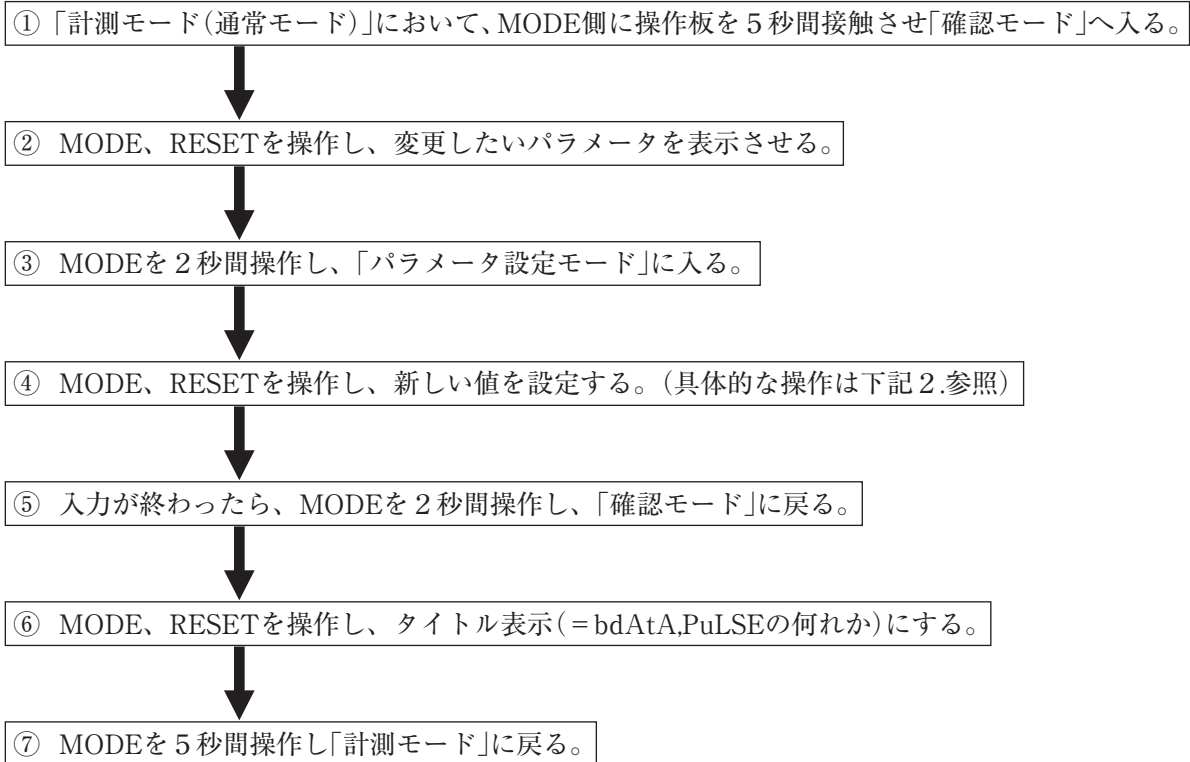 ①「計測モード(通常モード)」において、MODE側に操作板を5秒間接触させ「確認モード」へ入る。
② MODE、RESETを操作し、変更したいパラメータを表示させる。
③ MODEを2秒間操作し、「パラメータ設定モード」に入る。
④ MODE、RESETを操作し、新しい値を設定する。(具体的な操作は下記2.参照)
⑤ 入力が終わったら、MODEを2秒間操作し、「確認モード」に戻る。
⑥ MODE、RESETを操作し、タイトル表示(=bdAtA,PuLSEの何れか)にする。
⑦ MODEを5秒間操作し「計測モード」に戻る。